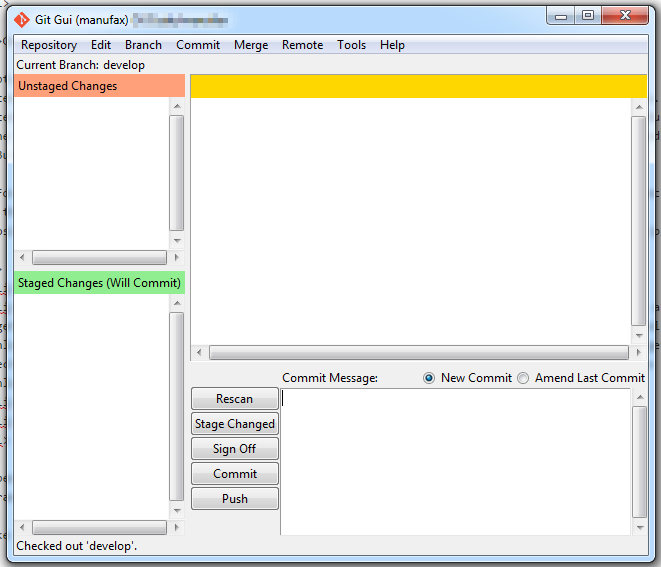 Git Gui (manufax)
Repository Edit Branch Commit Merge Remote Tools Help
Current Branch: develop
Unstaged Changes
Staged Changes (Will Commit)
Commit Message: New Commit Amend Last Commit
Rescan
Stage Changed
Sign Off
Commit
Push
Checked out 'develop'.